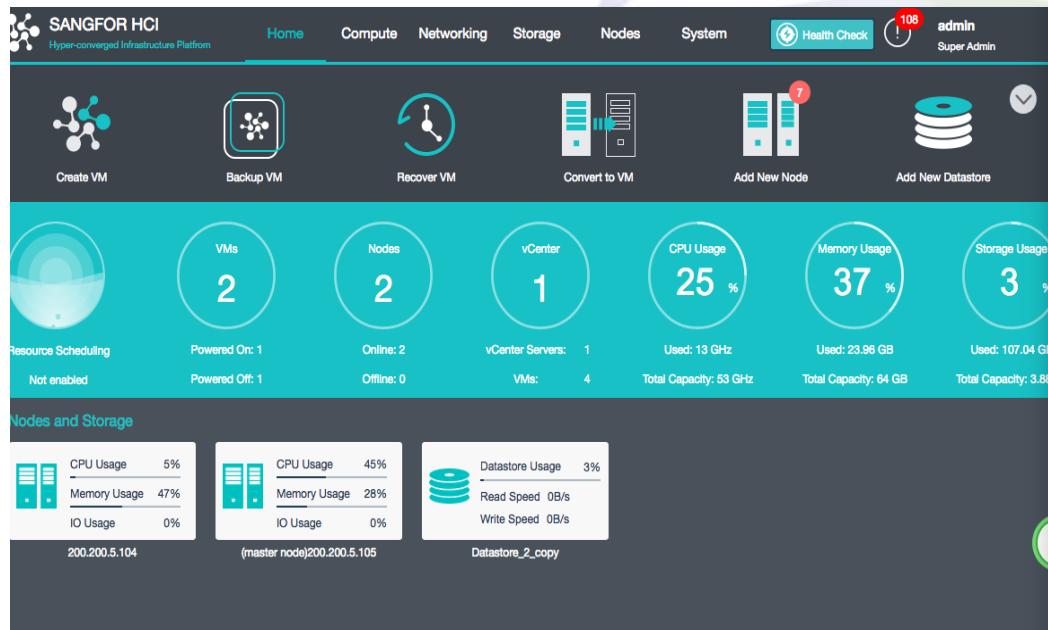 SANGFOR HCI
Hyper-converged Infrastructure Platfrom
Home Compute Networking Storage Nodes System Health Check 108 admin
Super Admin
7
Create VM Backup VM Recover VM Convert to VM Add New Node Add New Datastore
VMs Nodes vCenter CPU Usage Memory Usage Storage Usage
2 2 1 25 % 37 % 3
Resource Scheduling Powered On: 1 Online: 2 vCenter Servers: 1 Used: 13 GHz Used: 23.96 GB Used: 107.04
Not enabled Powered Off: 1 Offline: 0 VMs: 4 Total Capacity: 53 GHz Total Capacity: 64 GB Total Capacity:
Nodes and Storage
CPU Usage 5% CPU Usage 45% Datastore Usage 3%
Memory Usage 47% Memory Usage 28% Read Speed 0B/s
IO Usage 0% IO Usage 0% Write Speed 0B/s
200.200.5.104 (master node)200.200.5.105 Datastore_2_copy